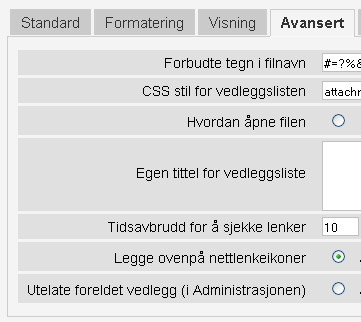 Standard Formatering Visning Avansert
Forbudte tegn i filnavn #=?%&
CSS stil for vedleggslisten
Hvordan åpne filen
Egen tittel for vedleggsliste
Tidsavbrudd for å sjekke lenker 10
Legge ovenpå nettlenkeikoner
Utelate foreldet vedlegg (i Administrasjonen)